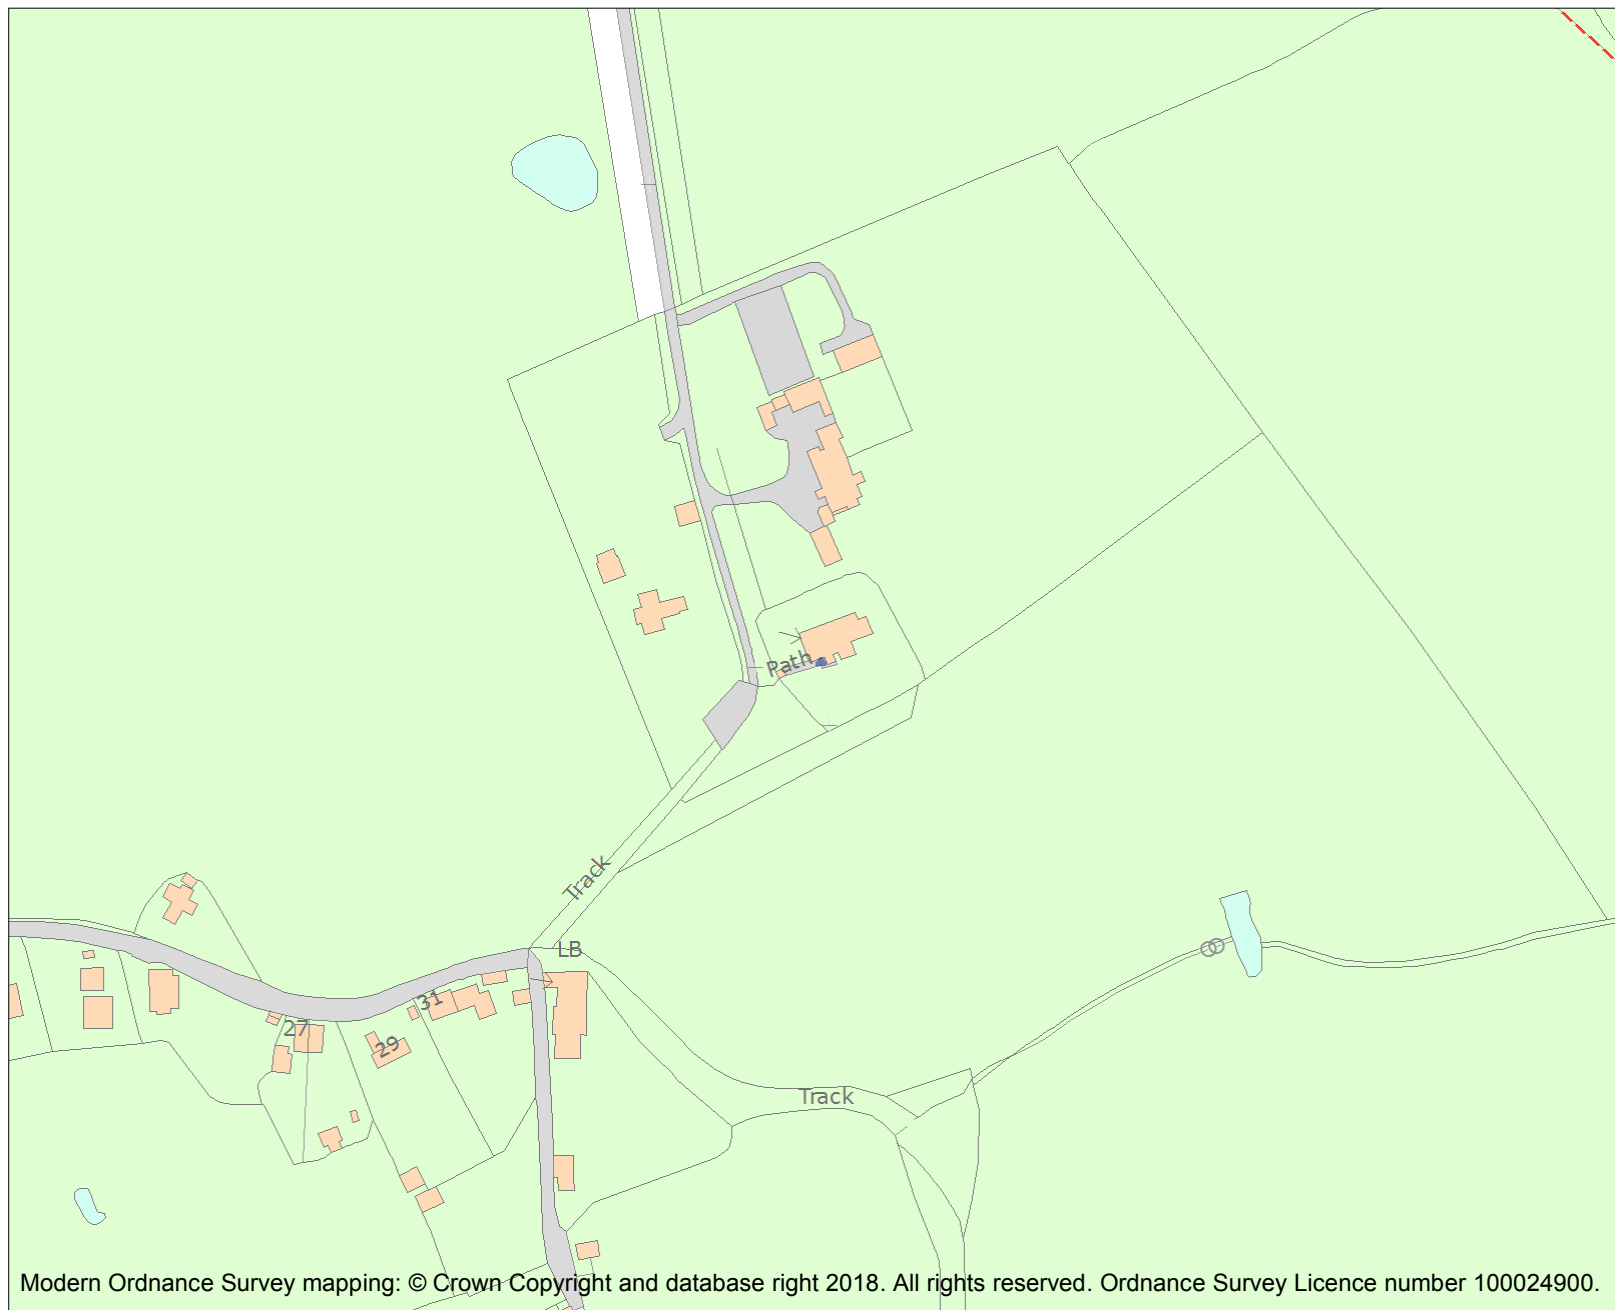 Path
Track
LB
31
27
29
Track
Modern Ordnance Survey mapping: © Crown Copyright and database right 2018. All rights reserved. Ordnance Survey Licence number 100024900.